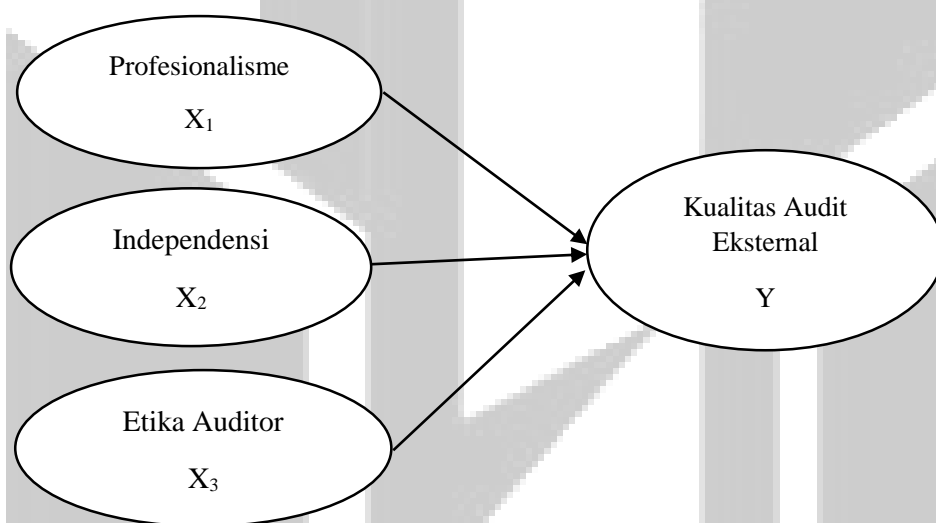 Profesionalisme
X₁
Independensi
X₂
Etika Auditor
X₃
Kualitas Audit
Eksternal
Y